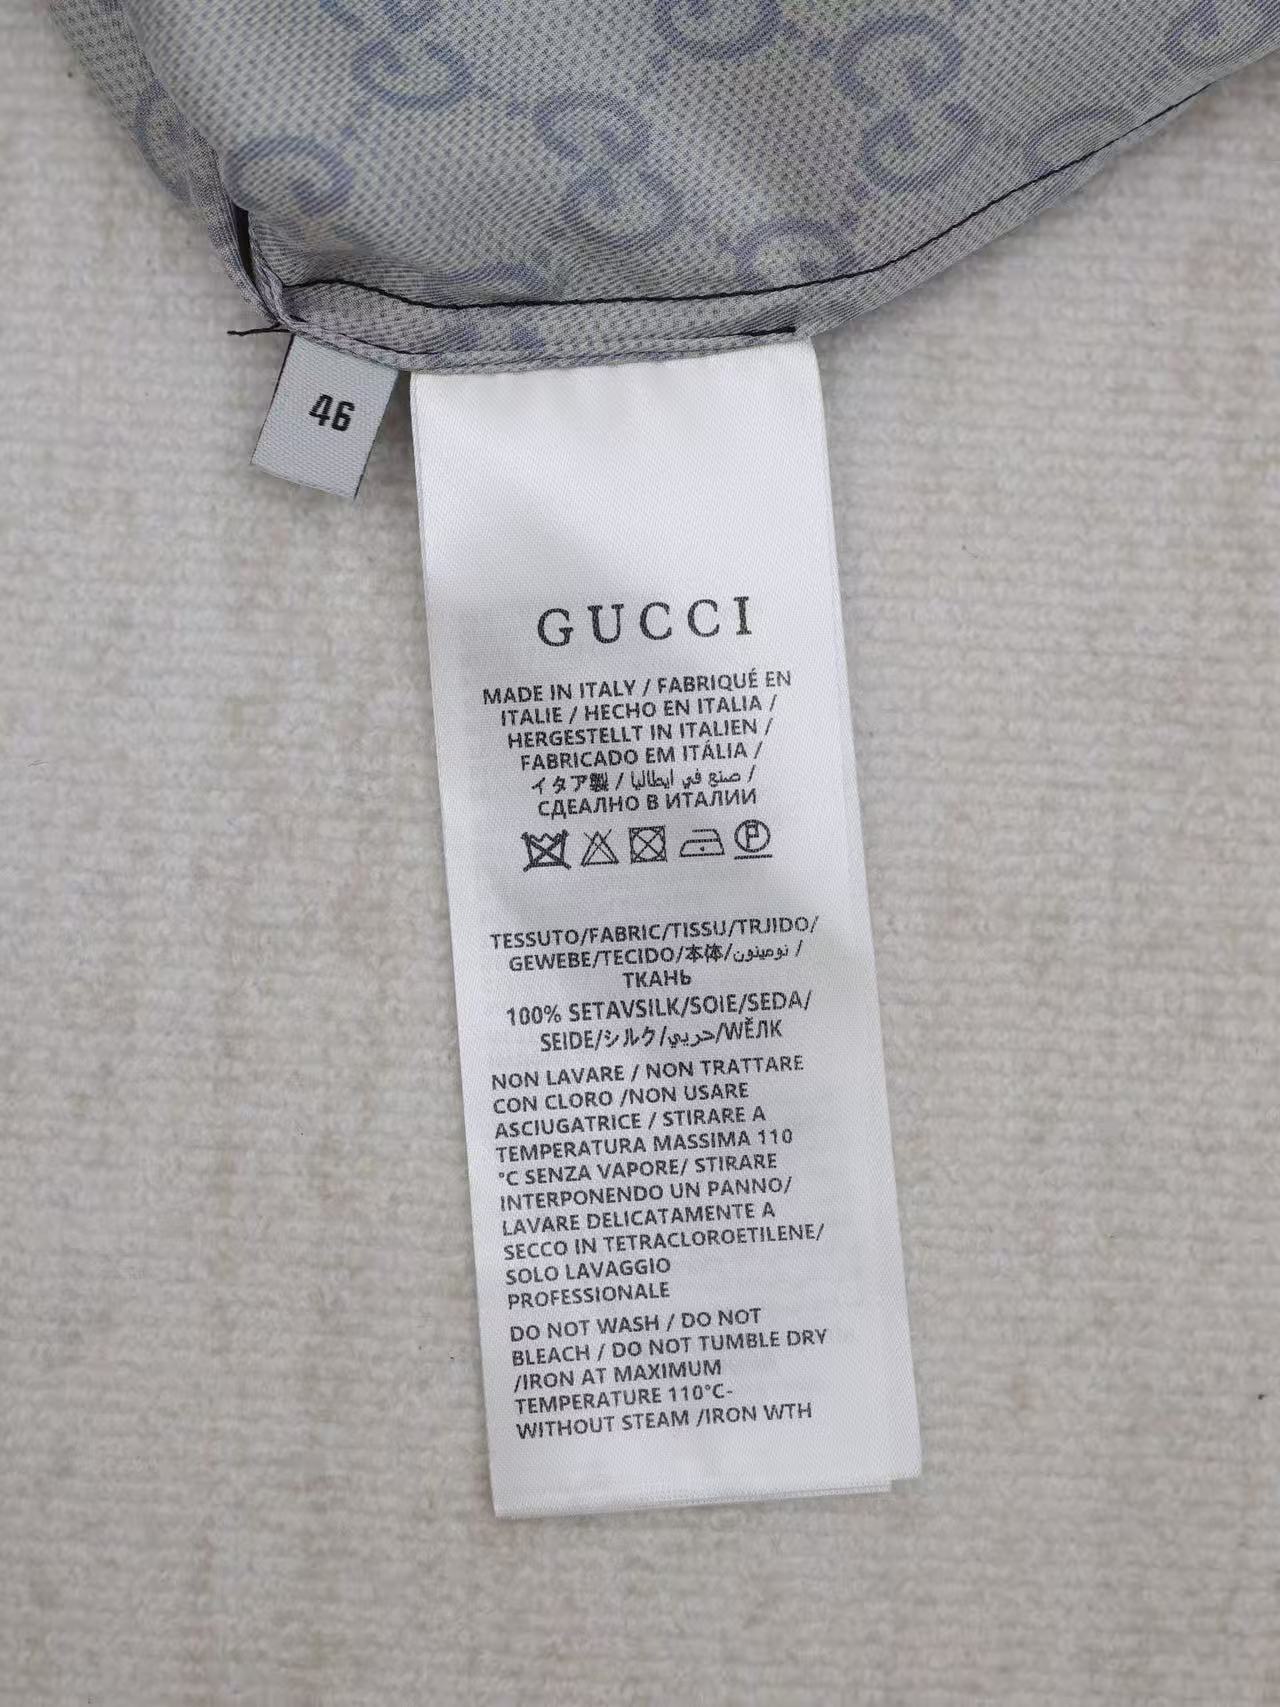 46
GUCCI
MADE IN ITALY / FABRIQUÉ EN
ITALIE / HECHO EN ITALIA /
HERGESTELLT IN ITALIEN /
FABRICADO EM ITÁLIA /
イタア製 / صنع في ايطاليا /
СДЕАЛНО В ИТАЛИИ
TESSUTO/FABRIC/TISSU/TRJIDO/
GEWEBE/TECIDO/本体/نومينون /
ТКАНЬ
100% SETAVSILK/SOIE/SEDA/
SEIDE/シルク/حرىيي/WĚЛK
NON LAVARE / NON TRATTARE
CON CLORO /NON USARE
ASCIUGATRICE / STIRARE A
TEMPERATURA MASSIMA 110
°C SENZA VAPORE/ STIRARE
INTERPONENDO UN PANNO/
LAVARE DELICATAMENTE A
SECCO IN TETRACLOROETILENE/
SOLO LAVAGGIO
PROFESSIONALE
DO NOT WASH / DO NOT
BLEACH / DO NOT TUMBLE DRY
/IRON AT MAXIMUM
TEMPERATURE 110°C-
WITHOUT STEAM /IRON WTH